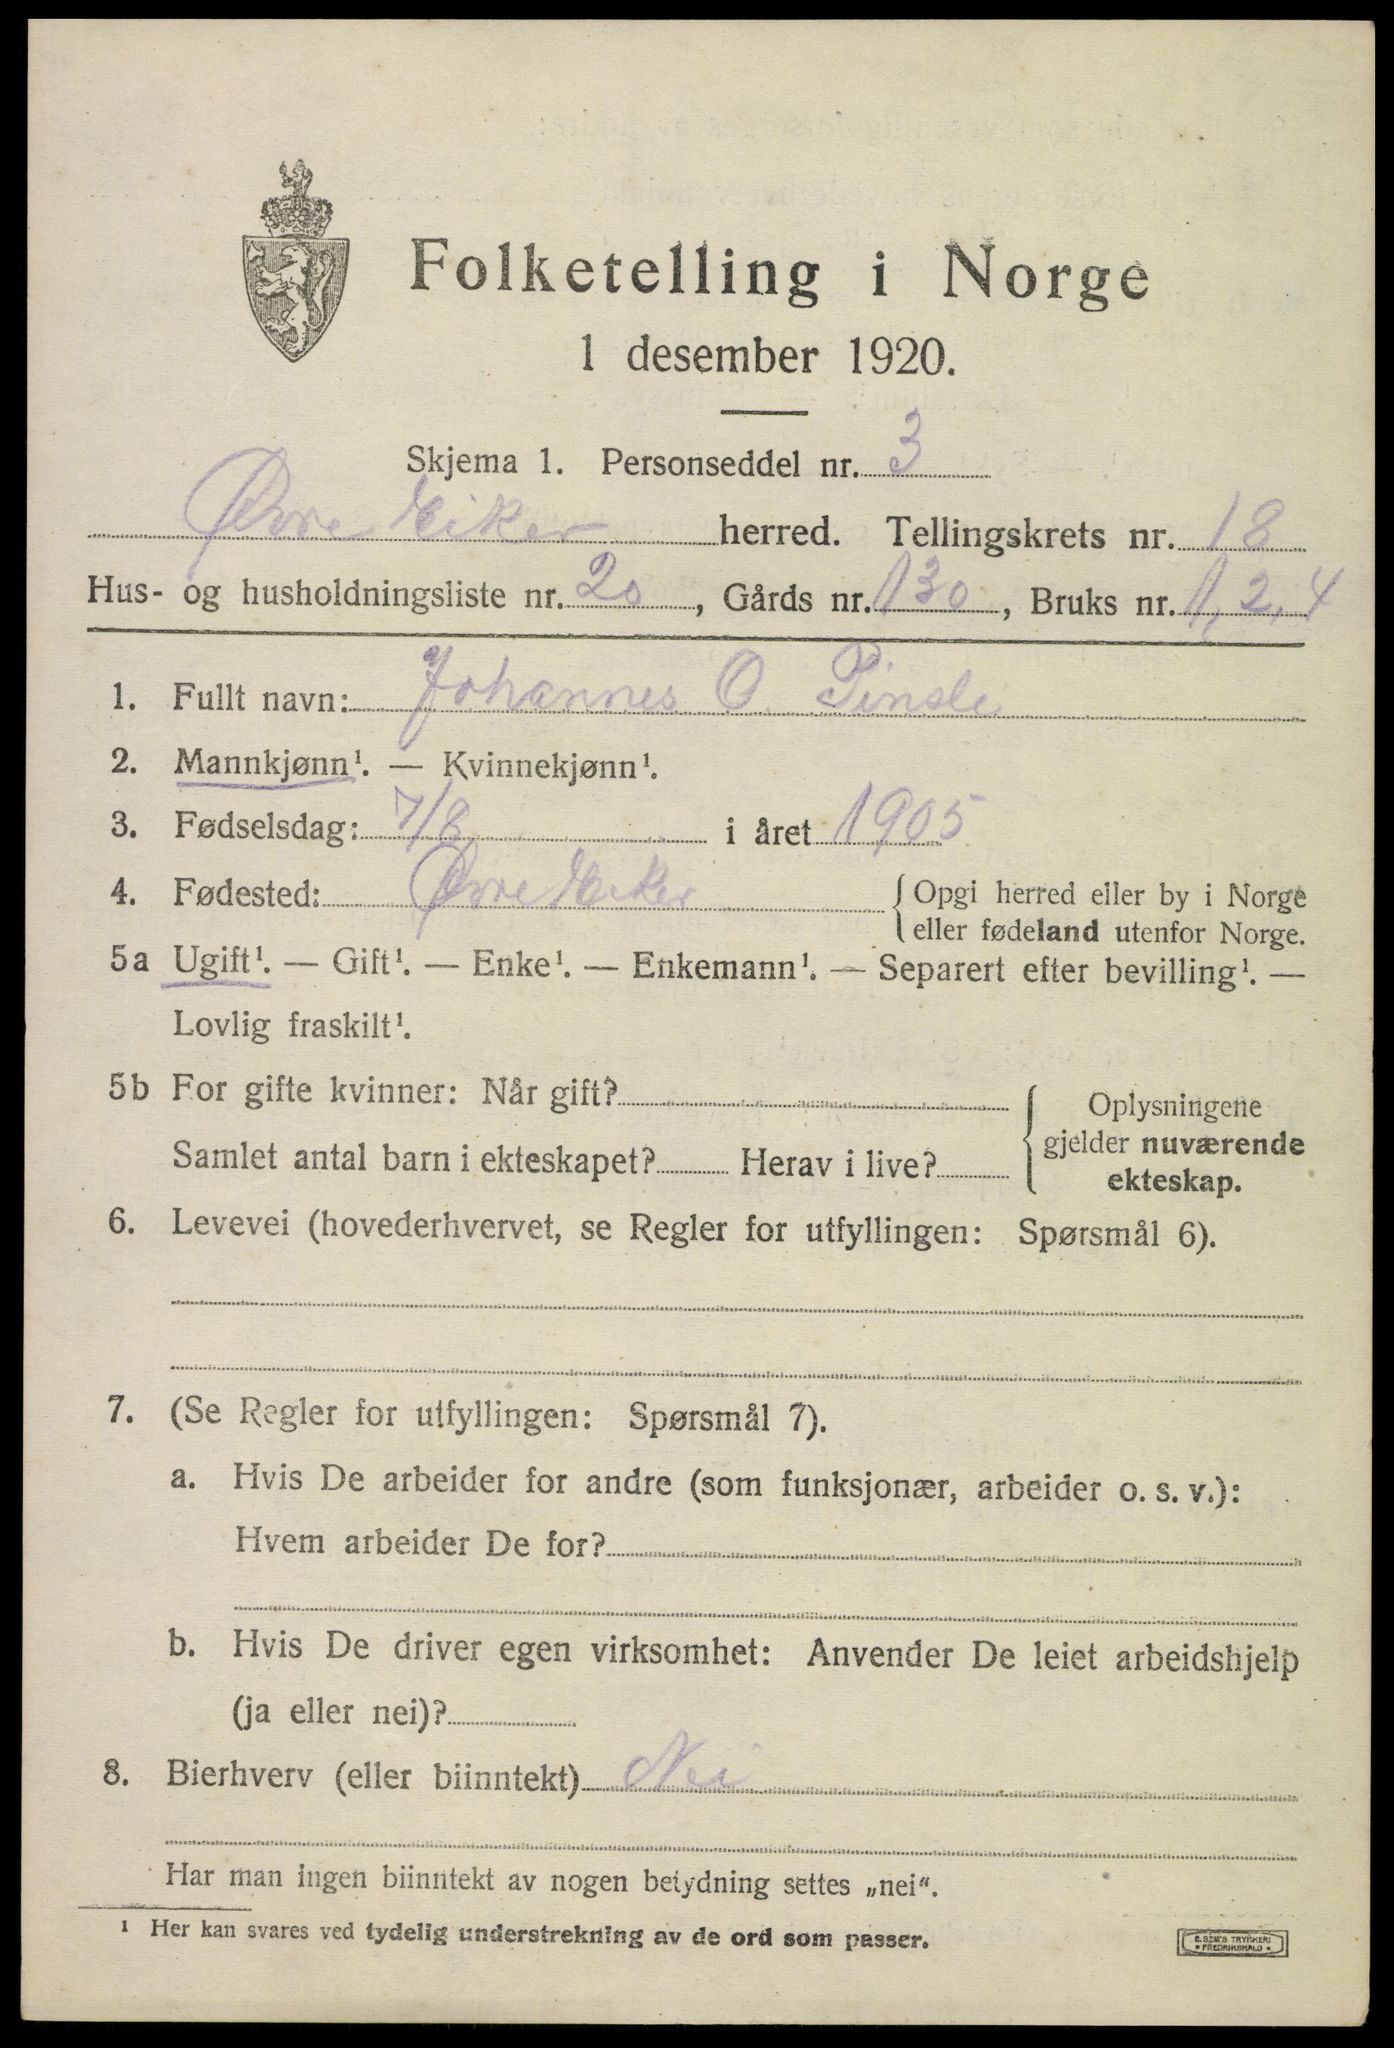 Folketelling i Norge
1 desember 1920.
Skjema 1. Personseddel nr. 3
Øvre Eiker herred. Tellingskrets nr. 18
Hus- og husholdningsliste nr. 20, Gårds nr. 130, Bruks nr. 1, 2, 4
1. Fullt navn: Johannes O. Tinsle
2. Mannkjønn¹. — Kvinnekjønn¹.
3. Fødselsdag: 7/8 i året 1905
4. Fødested: Øvre Eiker { Opgi herred eller by i Norge
eller fødeland utenfor Norge.
5a Ugift¹. — Gift¹. — Enke¹. — Enkemann¹. — Separert efter bevilling¹. —
Lovlig fraskilt¹.
5b For gifte kvinner: Når gift?
Samlet antal barn i ekteskapet? Herav i live?
Oplysningene
gjelder nuværende
ekteskap.
6. Levevei (hovederhvervet, se Regler for utfyllingen: Spørsmål 6).
7. (Se Regler for utfyllingen: Spørsmål 7).
a. Hvis De arbeider for andre (som funksjonær, arbeider o. s. v.):
Hvem arbeider De for?
b. Hvis De driver egen virksomhet: Anvender De leiet arbeidshjelp
(ja eller nei)?
8. Bierhverv (eller biinntekt) Nei
Har man ingen biinntekt av nogen betydning settes „nei".
¹ Her kan svares ved tydelig understrekning av de ord som passer.
E. SEM'S TRYKKERI
* FREDRIKSHALD *